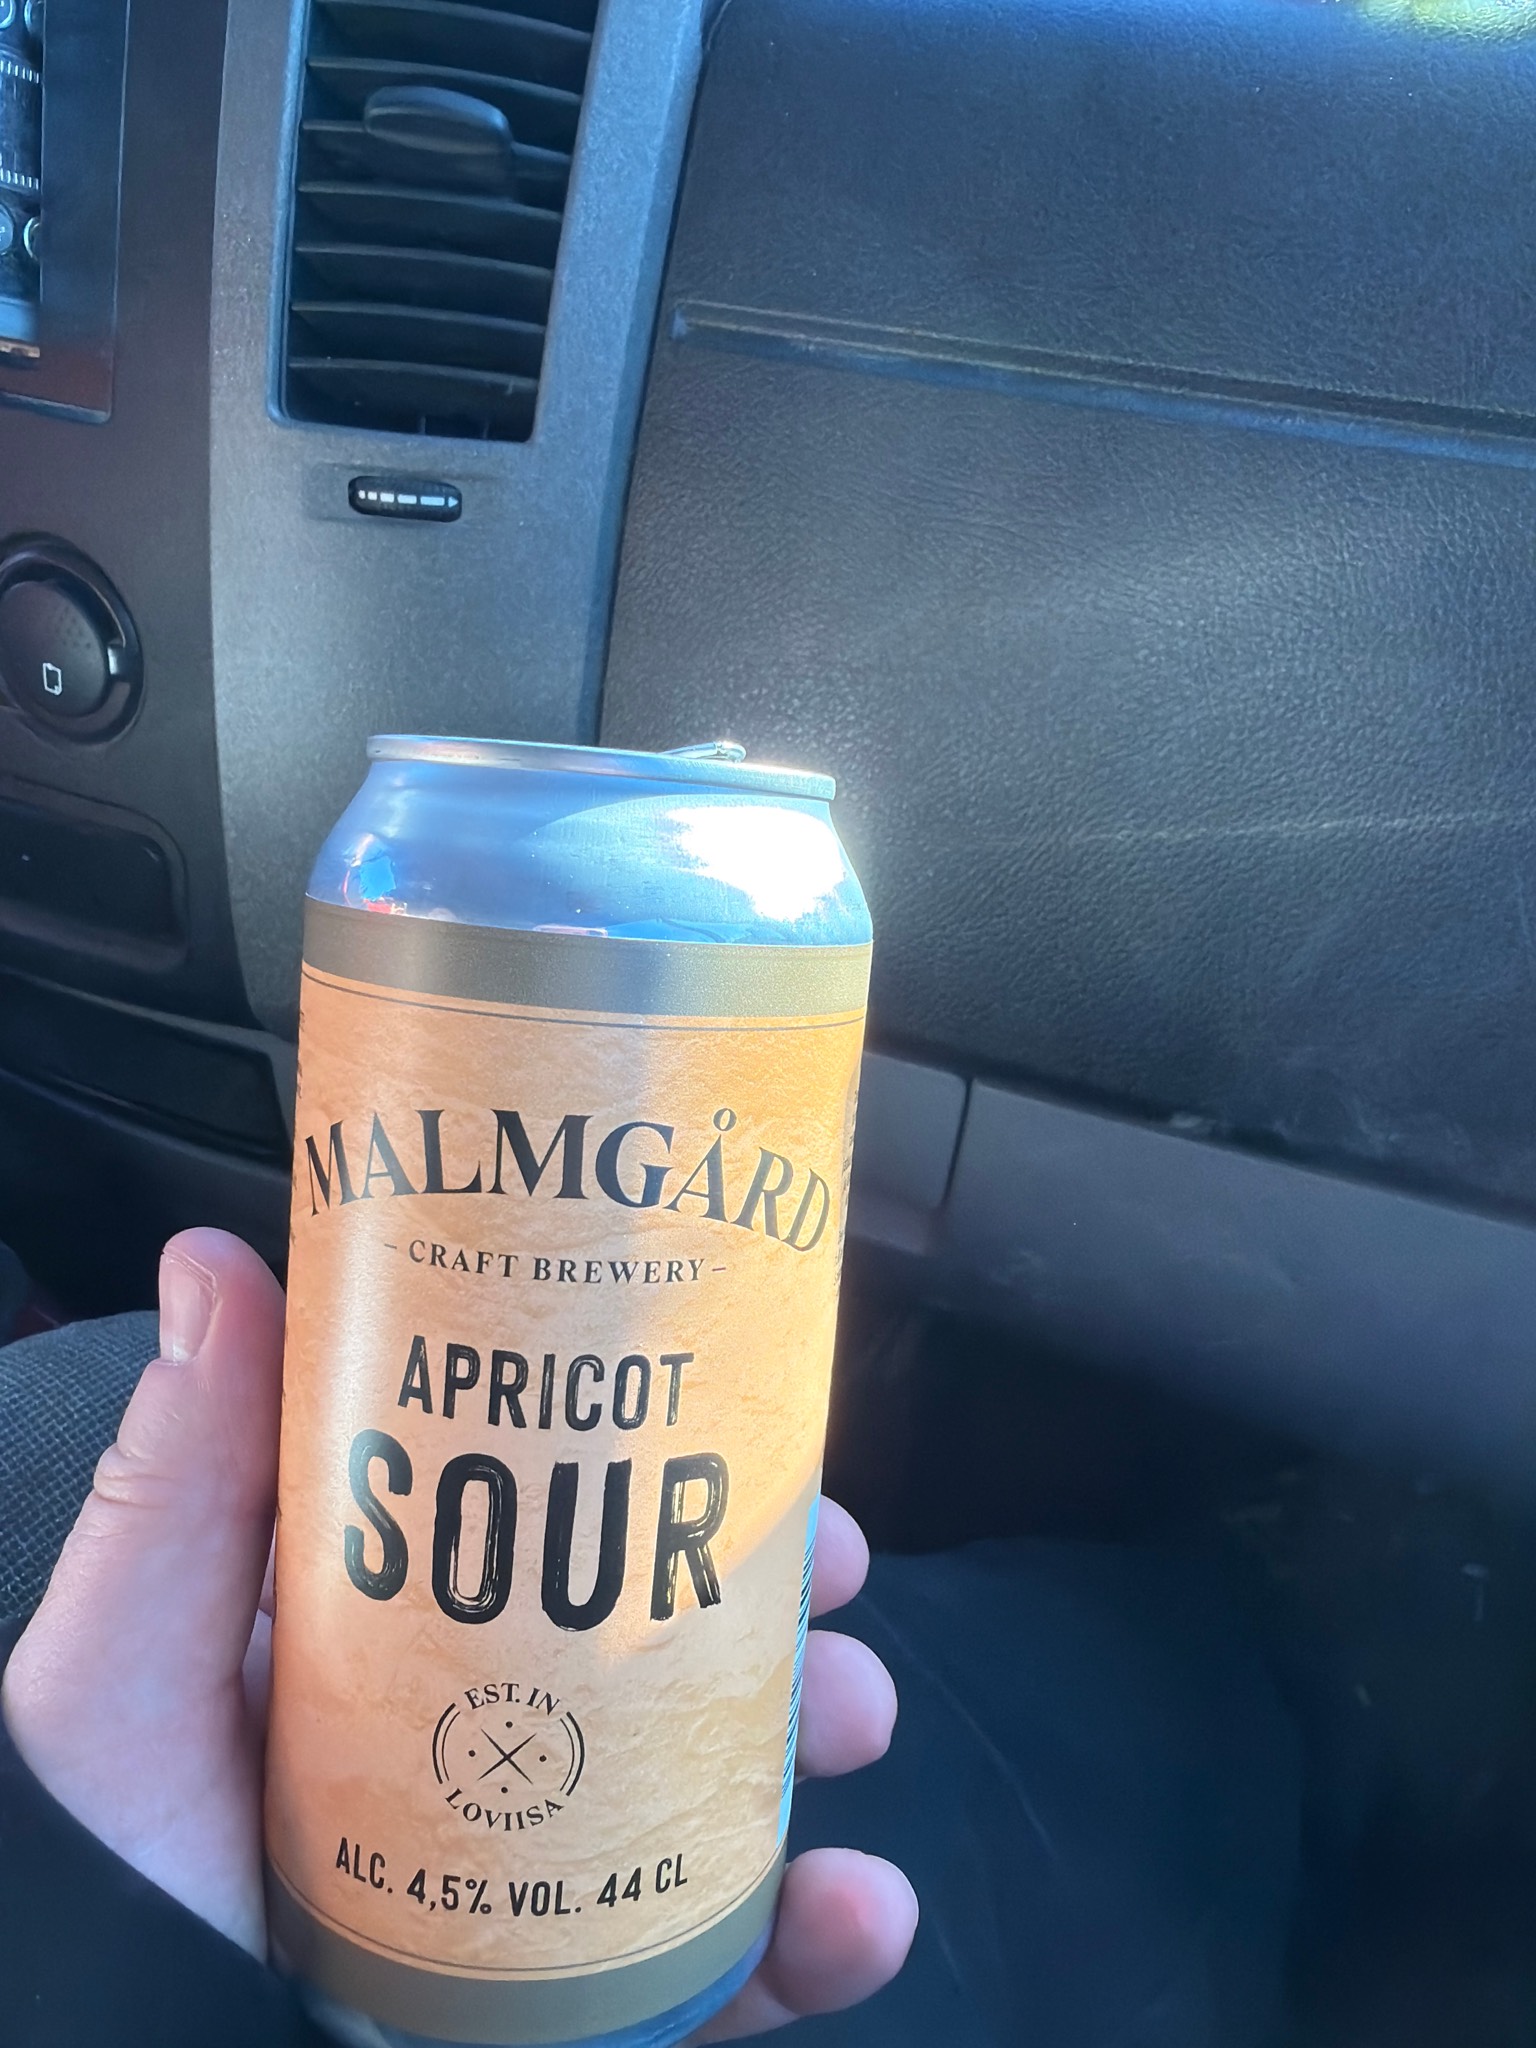 MALMGÅRD
- CRAFT BREWERY -
APRICOT
SOUR
EST. IN
LOVIISA
ALC. 4,5% VOL. 44 CL